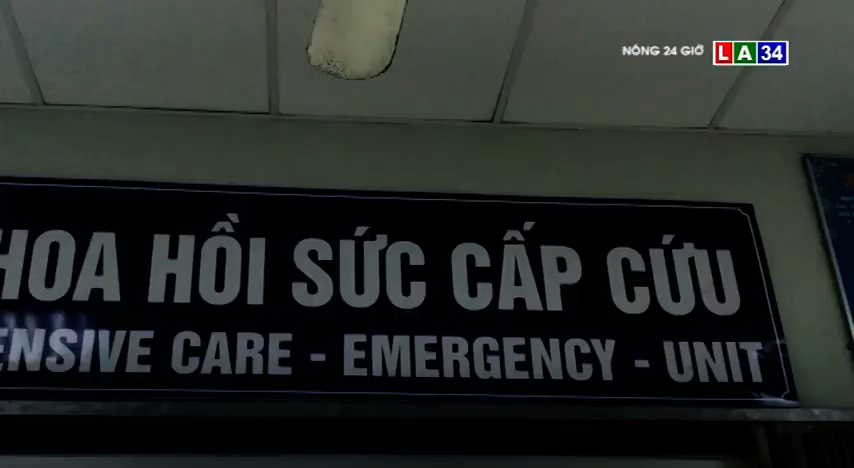 NÓNG 24 GIỜ LA34
HOA HỒI SỨC CẤP CỨU
ENSIVE CARE - EMERGENCY - UNIT